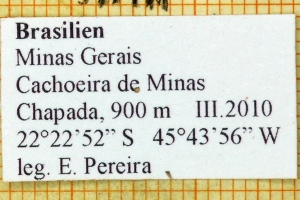 Brasilien
Minas Gerais
Cachoeira de Minas
Chapada, 900 m III.2010
22°22’52” S 45°43’56” W
leg. E. Pereira